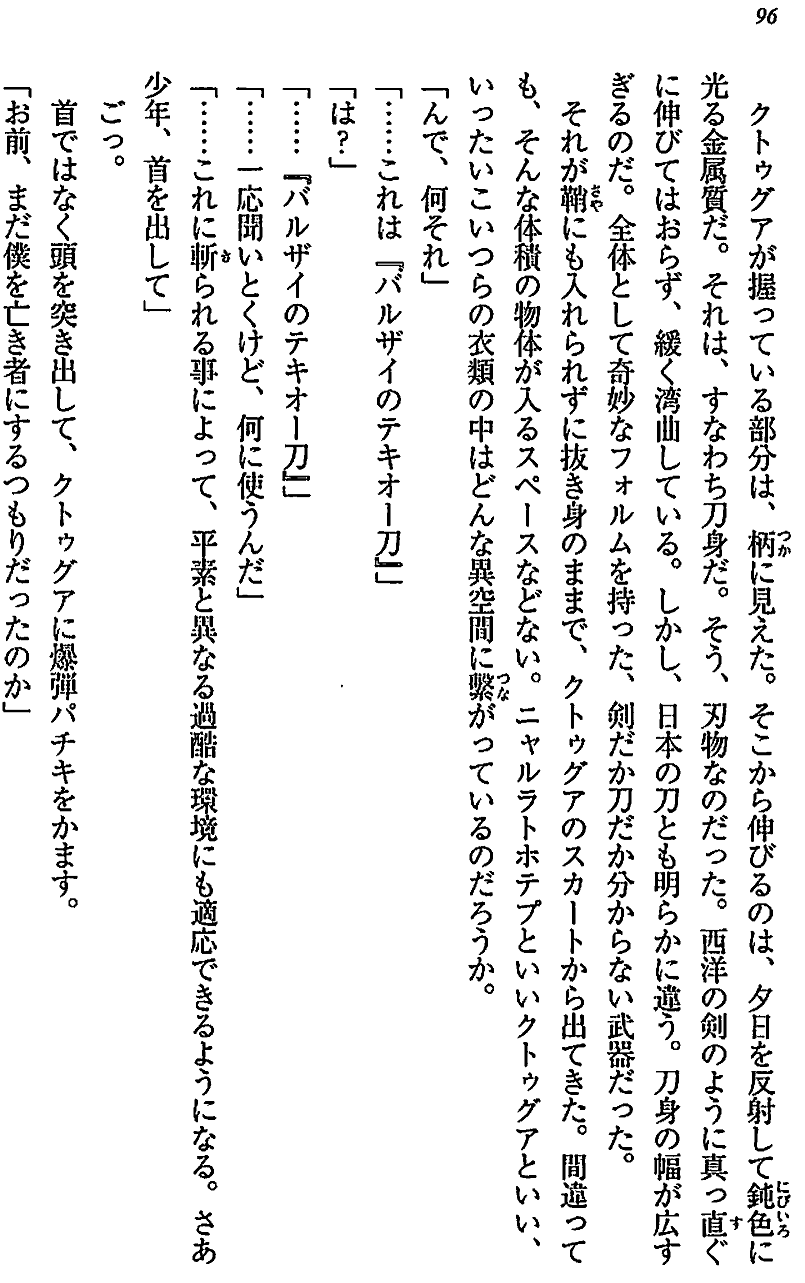 96
クトゥグアが握っている部分は、柄に見えた。そこから伸びるのは、夕日を反射して鈍色に
光る金属質だ。それは、すなわち刀身だ。そう、刃物なのだった。西洋の剣のように真っ直ぐ
に伸びてはおらず、緩く湾曲している。しかし、日本の刀とも明らかに違う。刀身の幅が広す
ぎるのだ。全体として奇妙なフォルムを持った、剣だか刀だか分からない武器だった。
それが鞘にも入れられずに抜き身のままで、クトゥグアのスカートから出てきた。間違って
も、そんな体積の物体が入るスペースなどない。ニャルラトホテプといいクトゥグアといい、
いったいこいつらの衣類の中はどんな異空間に繋がっているのだろうか。
「んで、何それ」
「……これは『バルザイのテキオー刀』」
「は？」
「……『バルザイのテキオー刀』」
「……一応聞いとくけど、何に使うんだ」
「……これに斬られる事によって、平素と異なる過酷な環境にも適応できるようになる。さあ
少年、首を出して」
ごっ。
首ではなく頭を突き出して、クトゥグアに爆弾パチキをかます。
「お前、まだ僕を亡き者にするつもりだったのか」